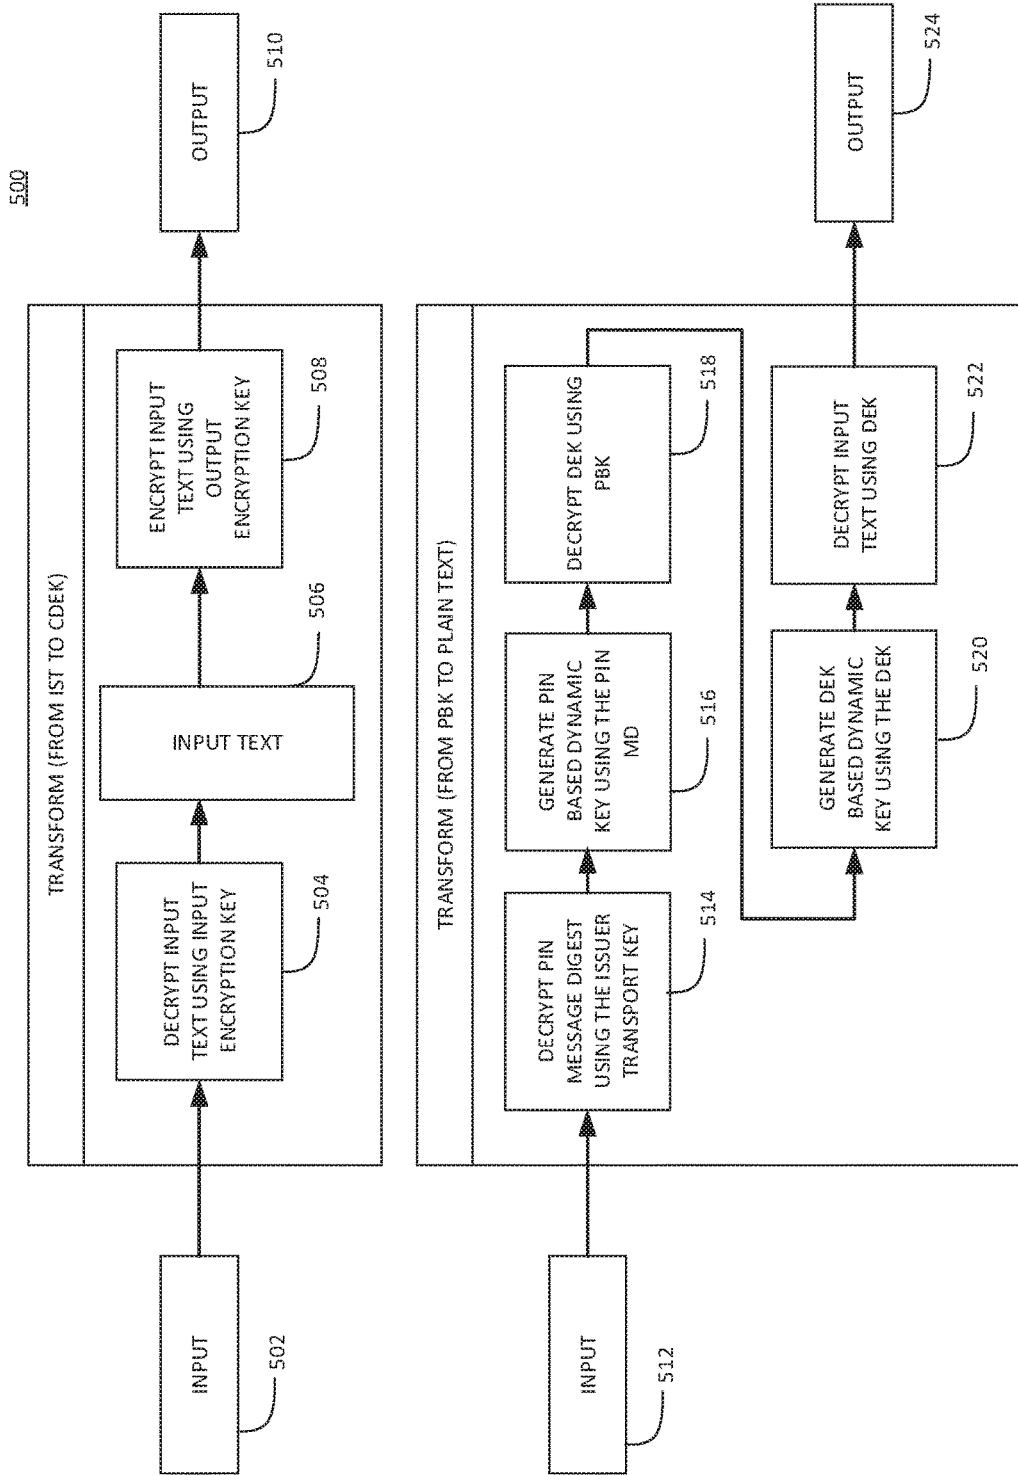 500
TRANSFORM (FROM IST TO CDEK)
INPUT
502
DECRYPT INPUT
TEXT USING INPUT
ENCRYPTION KEY
504
INPUT TEXT
506
ENCRYPT INPUT
TEXT USING
OUTPUT
ENCRYPTION KEY
508
OUTPUT
510
TRANSFORM (FROM PBK TO PLAIN TEXT)
INPUT
512
DECRYPT PIN
MESSAGE DIGEST
USING THE ISSUER
TRANSPORT KEY
514
GENERATE PIN
BASED DYNAMIC
KEY USING THE PIN
MD
516
DECRYPT DEK USING
PBK
518
GENERATE DEK
BASED DYNAMIC
KEY USING THE DEK
520
DECRYPT INPUT
TEXT USING DEK
522
OUTPUT
524